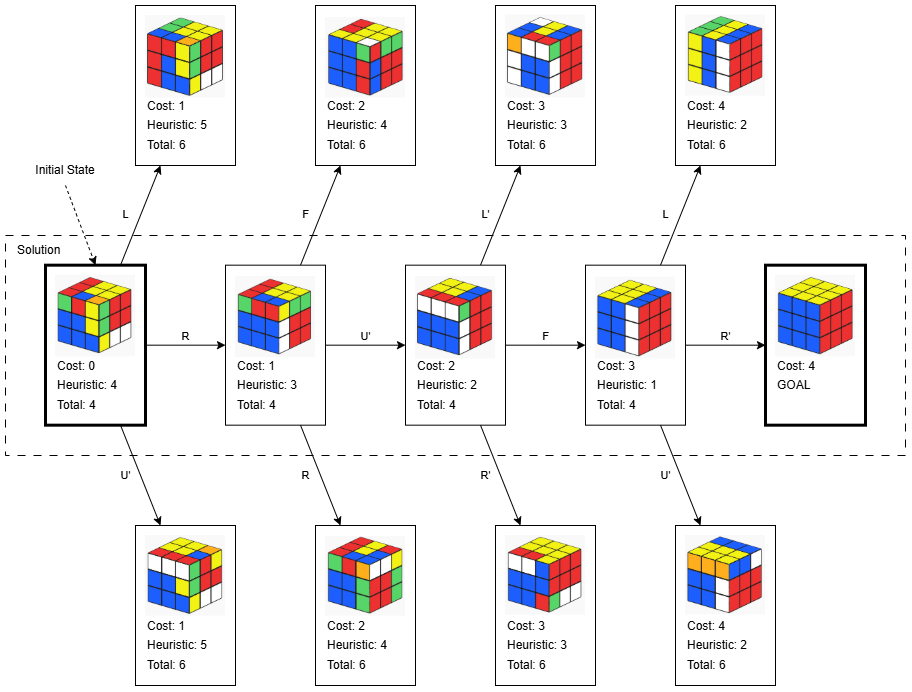 Cost: 1
Heuristic: 5
Total: 6
Cost: 2
Heuristic: 4
Total: 6
Cost: 3
Heuristic: 3
Total: 6
Cost: 4
Heuristic: 2
Total: 6
Initial State
L
F
L'
L
Solution
Cost: 0
Heuristic: 4
Total: 4
R
Cost: 1
Heuristic: 3
Total: 4
U'
Cost: 2
Heuristic: 2
Total: 4
F
Cost: 3
Heuristic: 1
Total: 4
R'
Cost: 4
GOAL
U'
R
R'
U'
Cost: 1
Heuristic: 5
Total: 6
Cost: 2
Heuristic: 4
Total: 6
Cost: 3
Heuristic: 3
Total: 6
Cost: 4
Heuristic: 2
Total: 6